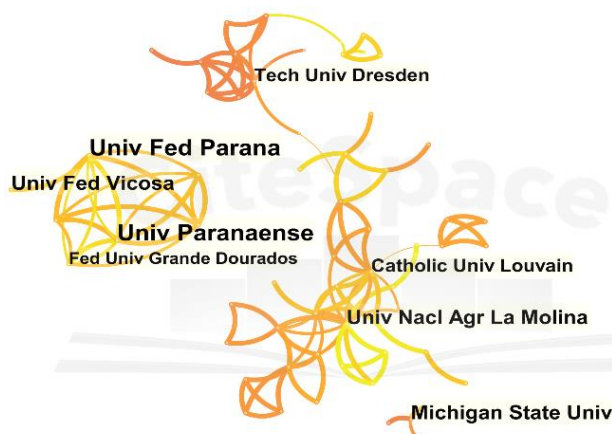 Tech Univ Dresden
Univ Fed Parana
Univ Fed Vicosa
Univ Paranaense
Fed Univ Grande Dourados
Catholic Univ Louvain
Univ Nacl Agr La Molina
Michigan State Univ